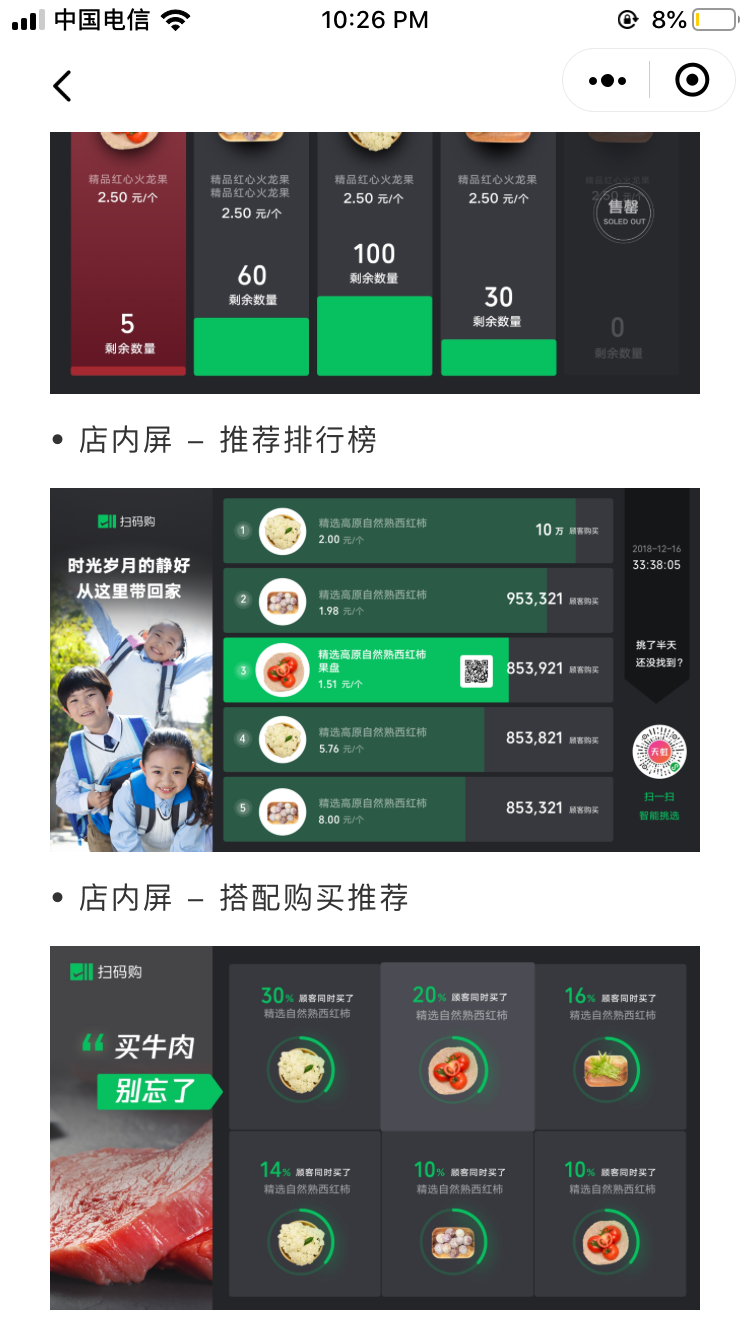 中国电信
10:26 PM
8%
精品红心火龙果
2.50 元/个
5
剩余数量
精品红心火龙果
精品红心火龙果
2.50 元/个
60
剩余数量
精品红心火龙果
2.50 元/个
100
剩余数量
精品红心火龙果
2.50 元/个
30
剩余数量
精品红心火龙果
售罄
SOLED OUT
0
剩余数量
• 店内屏 – 推荐排行榜
扫码购
时光岁月的静好
从这里带回家
1
精选高原自然熟西红柿
2.00 元/个
10万 顾客购买
2
精选高原自然熟西红柿
1.98 元/个
953,321 顾客购买
3
精选高原自然熟西红柿
果盘
1.51 元/个
853,921 顾客购买
4
精选高原自然熟西红柿
5.76 元/个
853,821 顾客购买
5
精选高原自然熟西红柿
8.00 元/个
853,321 顾客购买
2018-12-16
33:38:05
挑了半天
还没找到?
天虹
扫一扫
智能挑选
• 店内屏 – 搭配购买推荐
扫码购
“ 买牛肉
别忘了
30% 顾客同时买了
精选自然熟西红柿
20% 顾客同时买了
精选自然熟西红柿
16% 顾客同时买了
精选自然熟西红柿
14% 顾客同时买了
精选自然熟西红柿
10% 顾客同时买了
精选自然熟西红柿
10% 顾客同时买了
精选自然熟西红柿